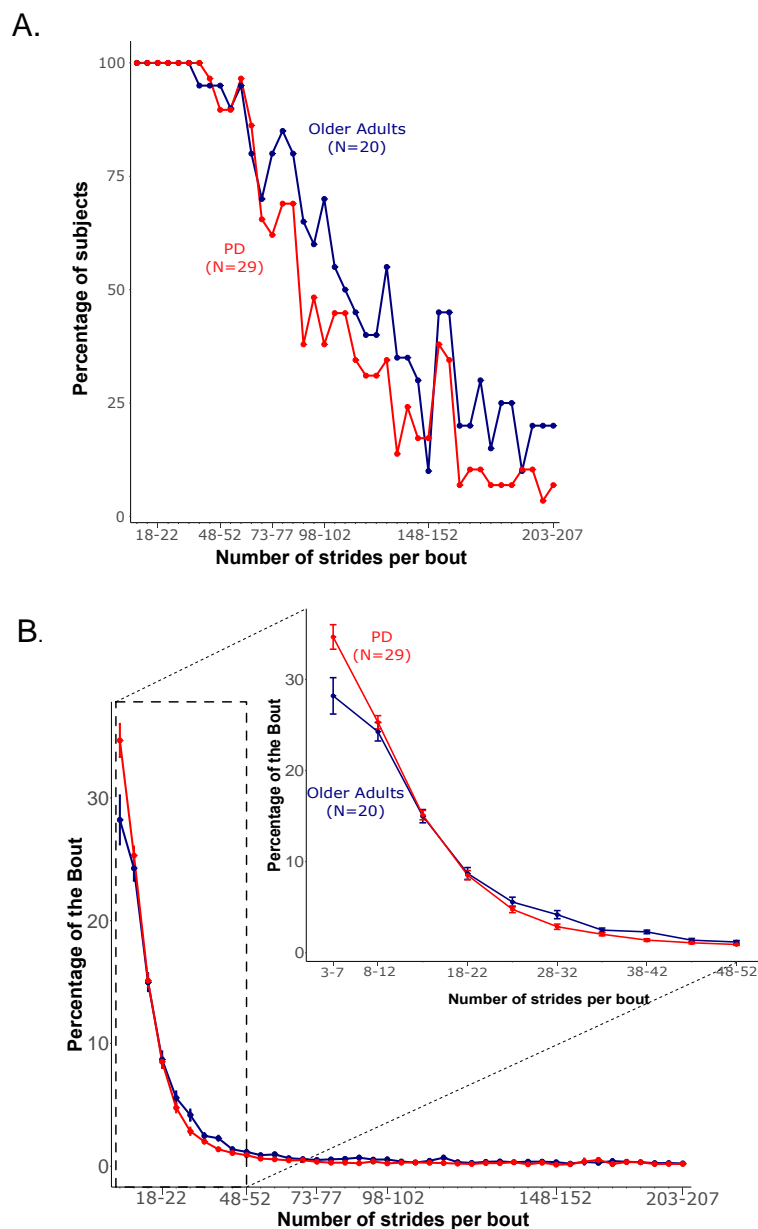 A.
100
75
50
25
0
Percentage of subjects
Older Adults
(N=20)
PD
(N=29)
18-22 48-52 73-77 98-102 148-152 203-207
Number of strides per bout
B.
30
20
10
0
Percentage of the Bout
PD
(N=29)
Older Adults
(N=20)
30
20
10
0
Percentage of the Bout
3-7 8-12 18-22 28-32 38-42 48-52
Number of strides per bout
18-22 48-52 73-77 98-102 148-152 203-207
Number of strides per bout